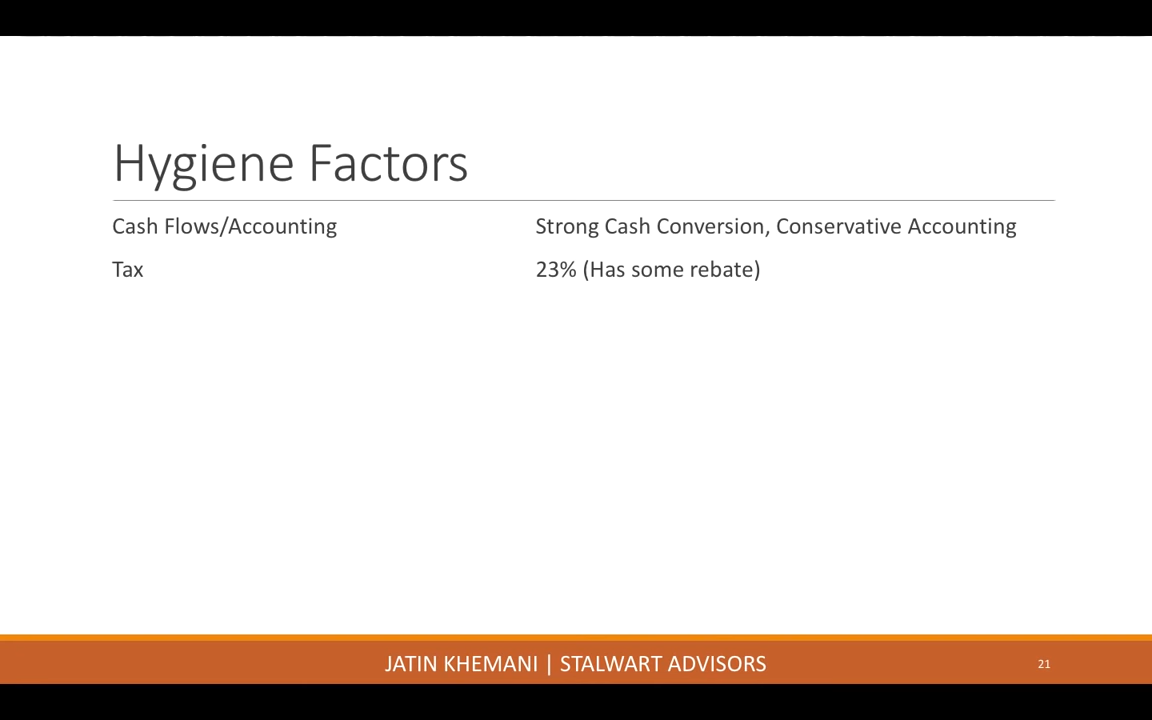 Hygiene Factors
Cash Flows/Accounting Strong Cash Conversion, Conservative Accounting
Tax 23% (Has some rebate)
JATIN KHEMANI | STALWART ADVISORS 21